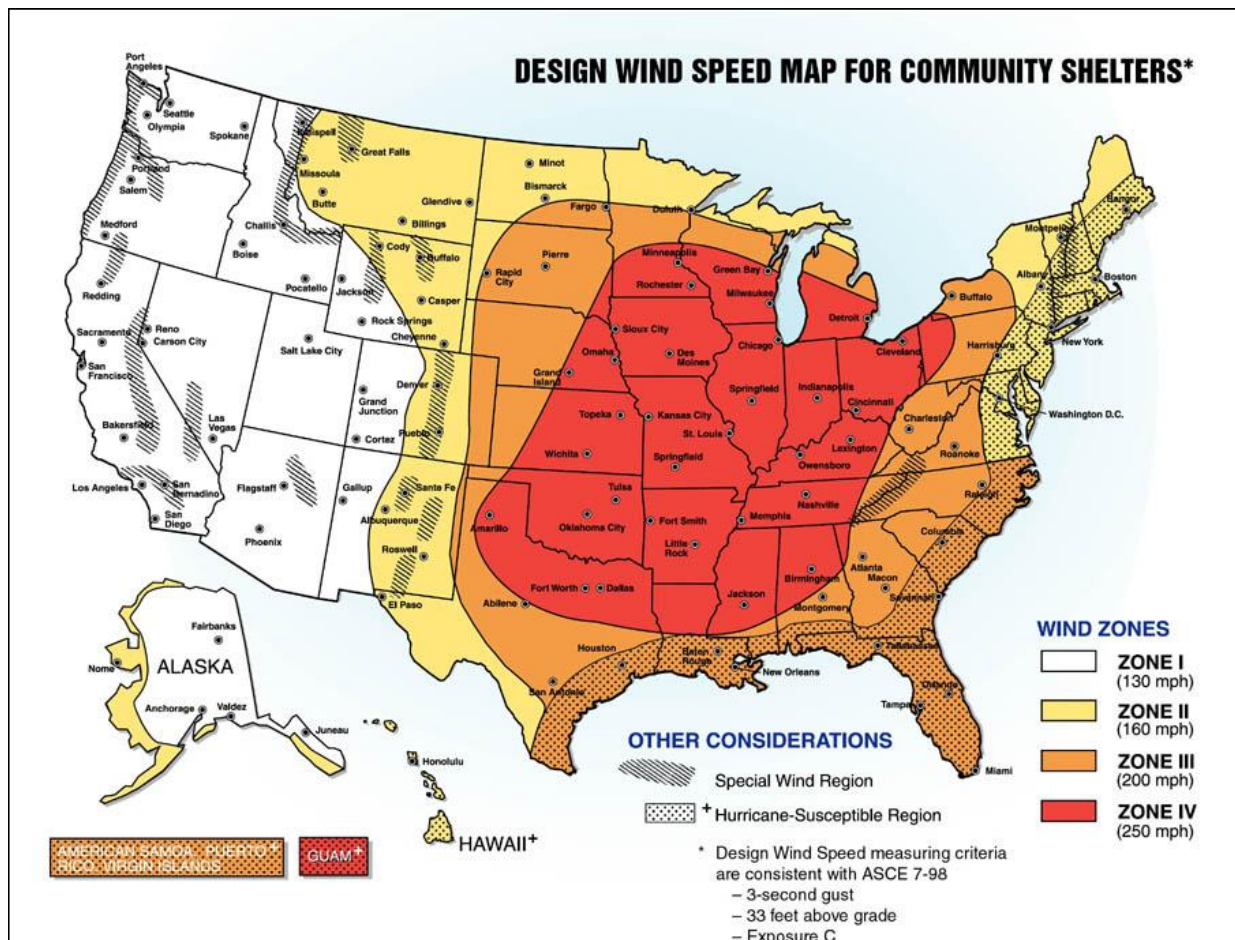 DESIGN WIND SPEED MAP FOR COMMUNITY SHELTERS*
Port
Angeles
Seattle
Olympia
Spokane
Kalispell
Great Falls
Minot
Bismarck
Portland
Salem
Missoula
Butte
Glendive
Billings
Fargo
Duluth
Bangor
Montpelier
Medford
Challis
Boise
Cody
Buffalo
Pierre
Rapid
City
Minneapolis
Rochester
Green Bay
Milwaukee
Albany
Boston
Buffalo
Redding
Pocatello
Jackson
Casper
Rock Springs
Cheyenne
Sioux City
Detroit
Sacramento
Reno
Carson City
Salt Lake City
Omaha
Des
Moines
Chicago
Cleveland
Harrisburg
New York
San
Francisco
Grand
Junction
Denver
Grand
Island
Springfield
Indianapolis
Cincinnati
Washington D.C.
Bakersfield
Las
Vegas
Cortez
Pueblo
Topeka
Kansas City
St. Louis
Charleston
Wichita
Springfield
Lexington
Owensboro
Roanoke
Los Angeles
San
Bernadino
Flagstaff
Gallup
Sante Fe
Albuquerque
Tulsa
Nashville
Raleigh
San
Diego
Phoenix
Amarillo
Oklahoma City
Fort Smith
Memphis
Columbia
Roswell
Little
Rock
Atlanta
Macon
Birmingham
Savannah
El Paso
Abilene
Fort Worth
Dallas
Jackson
Montgomery
Houston
Baton
Rouge
New Orleans
Tallahassee
San Antonio
Orlando
Tampa
Miami
Fairbanks
ALASKA
Nome
Anchorage
Valdez
Juneau
Honolulu
HAWAII+
AMERICAN SAMOA, PUERTO +
RICO, VIRGIN ISLANDS
GUAM+
OTHER CONSIDERATIONS
Special Wind Region
+ Hurricane-Susceptible Region
* Design Wind Speed measuring criteria
are consistent with ASCE 7-98
– 3-second gust
– 33 feet above grade
– Exposure C
WIND ZONES
ZONE I
(130 mph)
ZONE II
(160 mph)
ZONE III
(200 mph)
ZONE IV
(250 mph)